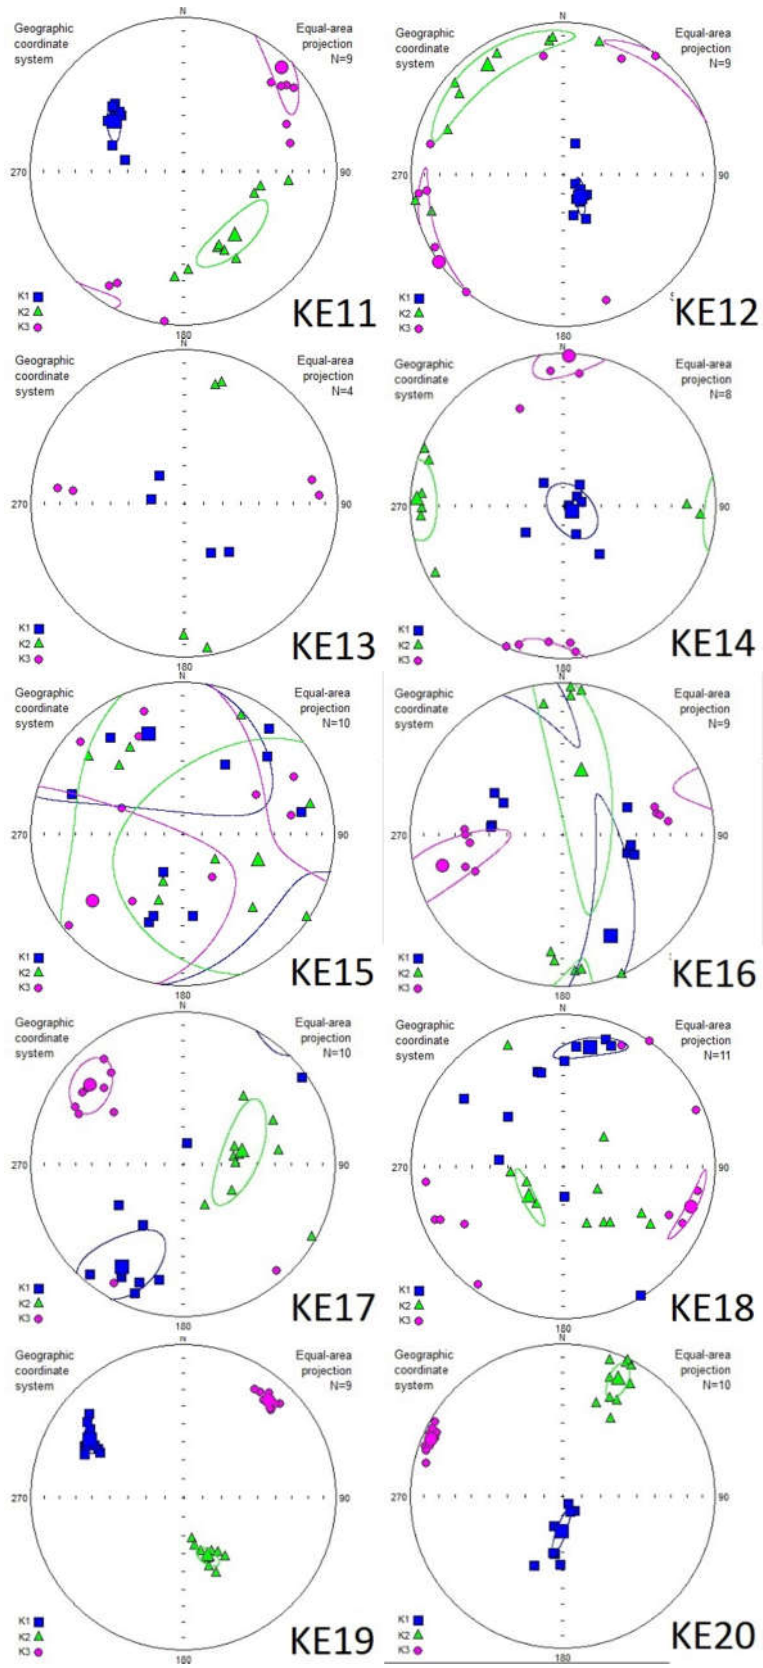 Geographic
coordinate
system
N
Equal-area
projection
N=9
270
90
K1
K2
K3
180
KE11
Geographic
coordinate
system
N
Equal-area
projection
N=9
270
90
K1
K2
K3
180
KE12
Geographic
coordinate
system
N
Equal-area
projection
N=4
270
90
K1
K2
K3
180
KE13
Geographic
coordinate
system
N
Equal-area
projection
N=8
270
90
K1
K2
K3
180
KE14
Geographic
coordinate
system
N
Equal-area
projection
N=10
270
90
K1
K2
K3
180
KE15
Geographic
coordinate
system
N
Equal-area
projection
N=9
270
90
K1
K2
K3
180
KE16
Geographic
coordinate
system
N
Equal-area
projection
N=10
270
90
K1
K2
K3
180
KE17
Geographic
coordinate
system
N
Equal-area
projection
N=11
270
90
K1
K2
K3
180
KE18
Geographic
coordinate
system
N
Equal-area
projection
N=9
270
90
K1
K2
K3
180
KE19
Geographic
coordinate
system
N
Equal-area
projection
N=10
270
90
K1
K2
K3
180
KE20